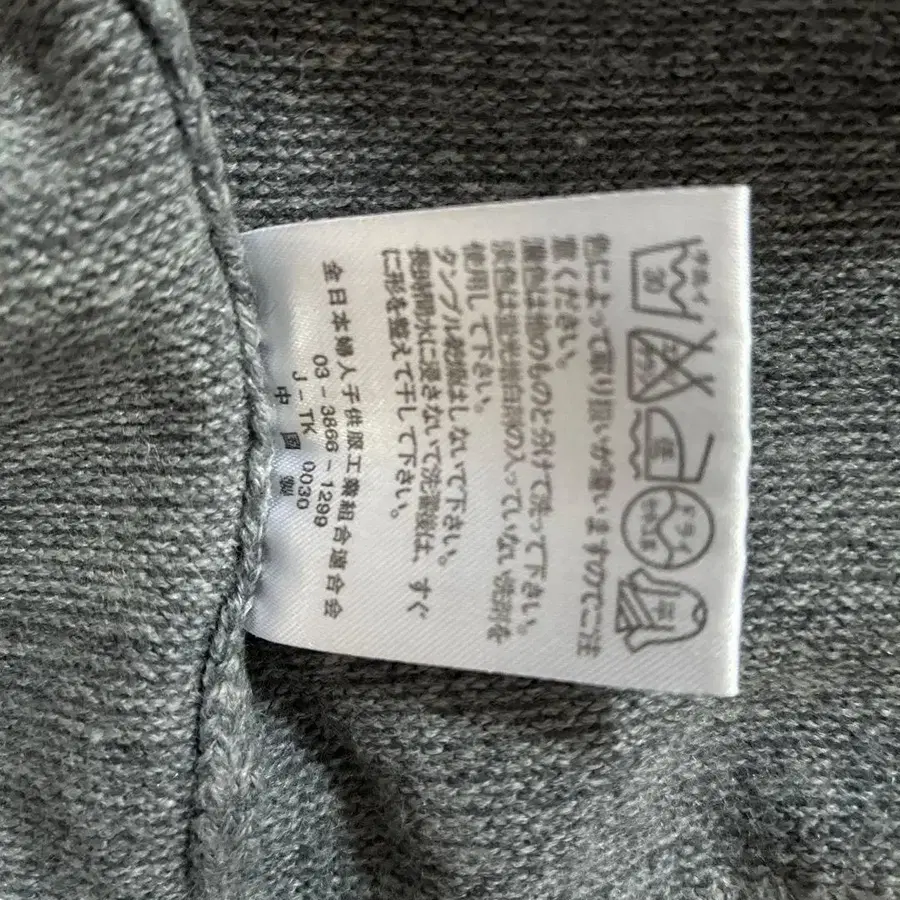 30
ドライ
色によって取り扱いが違いますのでご注
意ください。
濃色は他のものと分けて洗って下さい。
淡色は蛍光増白剤の入っていない洗剤を
使用して下さい。
タンブル乾燥はしないで下さい。
長時間水に浸さないで洗濯後は、すぐ
に形を整えて干して下さい。
全日本婦人子供服工業組合連合会
03-3866-1299
J-TK 0030
中国製